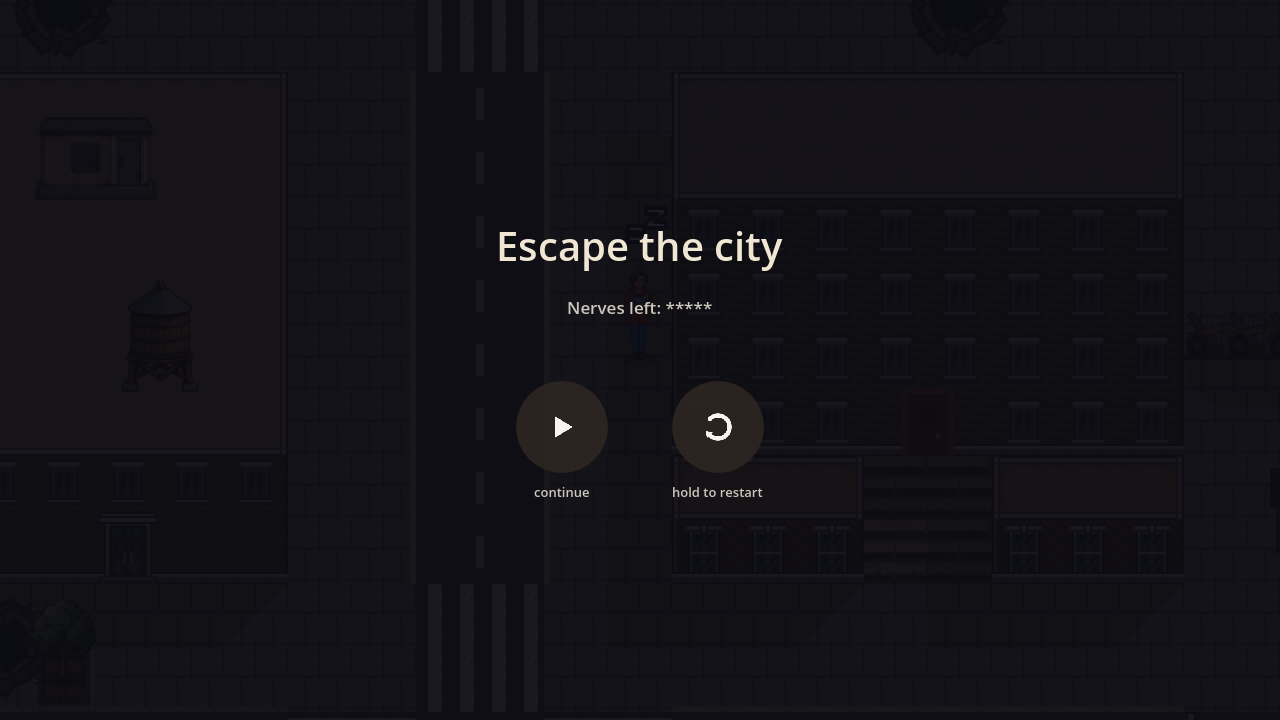 Escape the city
Nerves left: *****
continue
hold to restart